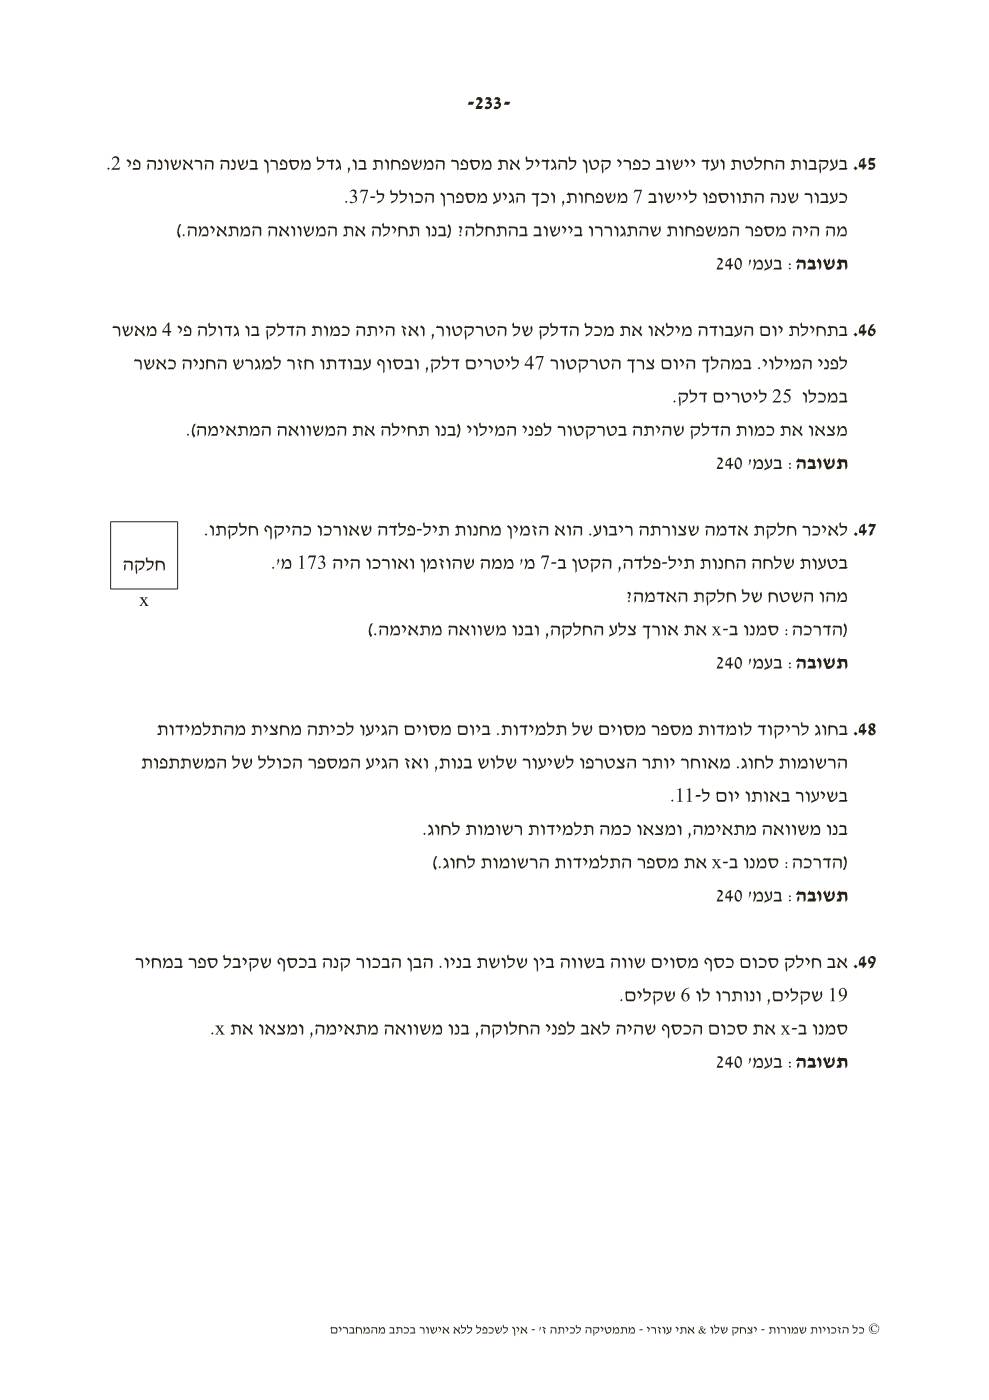 -233-
45. בעקבות החלטת ועד יישוב כפרי קטן להגדיל את מספר המשפחות בו, גדל מספרן בשנה הראשונה פי 2.
כעבור שנה התווספו ליישוב 7 משפחות, וכך הגיע מספרן הכולל ל-37.
מה היה מספר המשפחות שהתגוררו ביישוב בהתחלה? (בנו תחילה את המשוואה המתאימה.)
תשובה: בעמ' 240
46. בתחילת יום העבודה מילאו את מכל הדלק של הטרקטור, ואז היתה כמות הדלק בו גדולה פי 4 מאשר
לפני המילוי. במהלך היום צרך הטרקטור 47 ליטרים דלק, ובסוף עבודתו חזר למגרש החניה כאשר
במכלו 25 ליטרים דלק.
מצאו את כמות הדלק שהיתה בטרקטור לפני המילוי (בנו תחילה את המשוואה המתאימה).
תשובה: בעמ' 240
47. לאיכר חלקת אדמה שצורתה ריבוע. הוא הזמין מחנות תיל-פלדה שאורכו כהיקף חלקתו.
בטעות שלחה החנות תיל-פלדה, הקטן ב-7 מ' ממה שהוזמן ואורכו היה 173 מ'.
מהו השטח של חלקת האדמה?
(הדרכה: סמנו ב-x את אורך צלע החלקה, ובנו משוואה מתאימה.)
תשובה: בעמ' 240
חלקה
x
48. בחוג לריקוד לומדות מספר מסוים של תלמידות. ביום מסוים הגיעו לכיתה מחצית מהתלמידות
הרשומות לחוג. מאוחר יותר הצטרפו לשיעור שלוש בנות, ואז הגיע המספר הכולל של המשתתפות
בשיעור באותו יום ל-11.
בנו משוואה מתאימה, ומצאו כמה תלמידות רשומות לחוג.
(הדרכה: סמנו ב-x את מספר התלמידות הרשומות לחוג.)
תשובה: בעמ' 240
49. אב חילק סכום כסף מסוים שווה בשווה בין שלושת בניו. הבן הבכור קנה בכסף שקיבל ספר במחיר
19 שקלים, ונותרו לו 6 שקלים.
סמנו ב-x את סכום הכסף שהיה לאב לפני החלוקה, בנו משוואה מתאימה, ומצאו את x.
תשובה: בעמ' 240
© כל הזכויות שמורות - יצחק שלו & אתי עוזרי - מתמטיקה לכיתה ז' - אין לשכפל ללא אישור בכתב מהמחברים